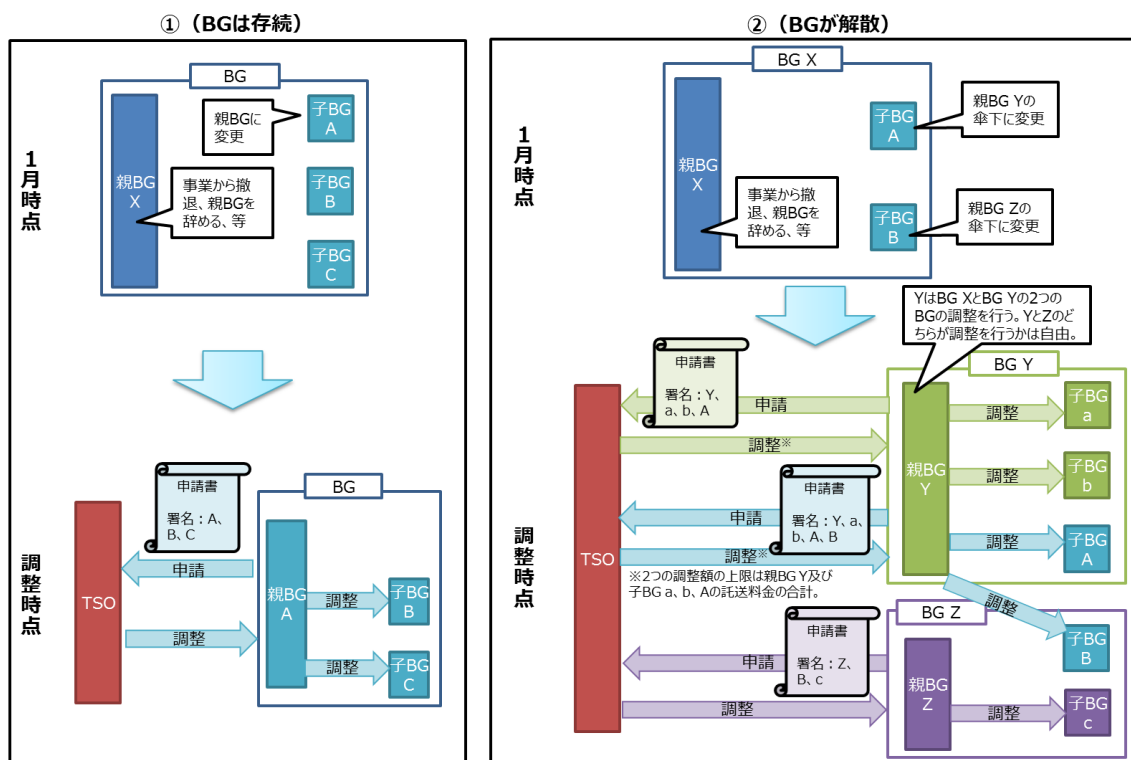 ①（BGは存続）
1月時点
BG
親BG
X
親BGに
変更
子BG
A
子BG
B
子BG
C
事業から撤
退、親BGを
辞める、等
調整時点
TSO
申請書
署名：A、
B、C
申請
調整
BG
親BG
A
調整
子BG
B
調整
子BG
C
②（BGが解散）
1月時点
BG X
親BG
X
子BG
A
親BG Yの
傘下に変更
事業から撤
退、親BGを
辞める、等
子BG
B
親BG Zの
傘下に変更
YはBG XとBG Yの2つの
BGの調整を行う。YとZのど
ちらが調整を行うかは自由。
調整時点
TSO
申請書
署名：Y、
a、b、A
申請
調整※
申請書
署名：Y、a、
b、A、B
申請
調整※
※2つの調整額の上限は親BG Y及び
子BG a、b、Aの託送料金の合計。
BG Y
親BG
Y
調整
子BG
a
調整
子BG
b
調整
子BG
A
調整
子BG
B
BG Z
申請書
署名：Z、
B、c
申請
調整
親BG
Z
調整
子BG
c